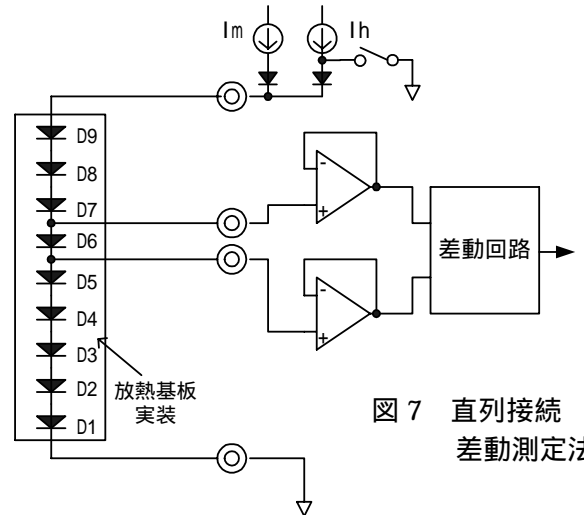 Im
Ih
D9
D8
D7
D6
D5
D4
D3
D2
D1
-
+
-
+
差動回路
放熱基板
実装
図7 直列接続
差動測定法